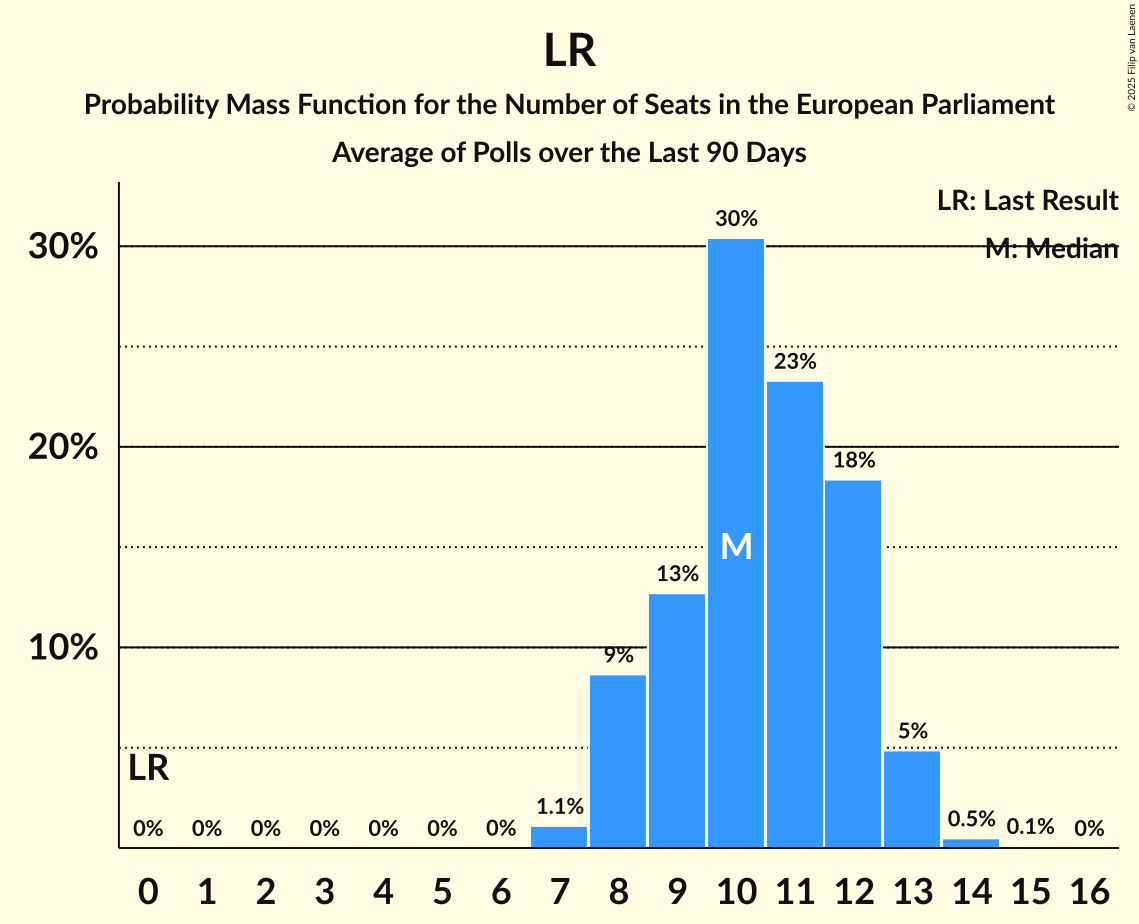 LR
Probability Mass Function for the Number of Seats in the European Parliament
Average of Polls over the Last 90 Days
© 2025 Filip van Laenen
LR: Last Result
M: Median
30%
20%
10%
30%
23%
18%
13%
9%
5%
1.1%
0.5%
0.1%
0%
0% 0% 0% 0% 0% 0% 0%
M
LR
0 1 2 3 4 5 6 7 8 9 10 11 12 13 14 15 16